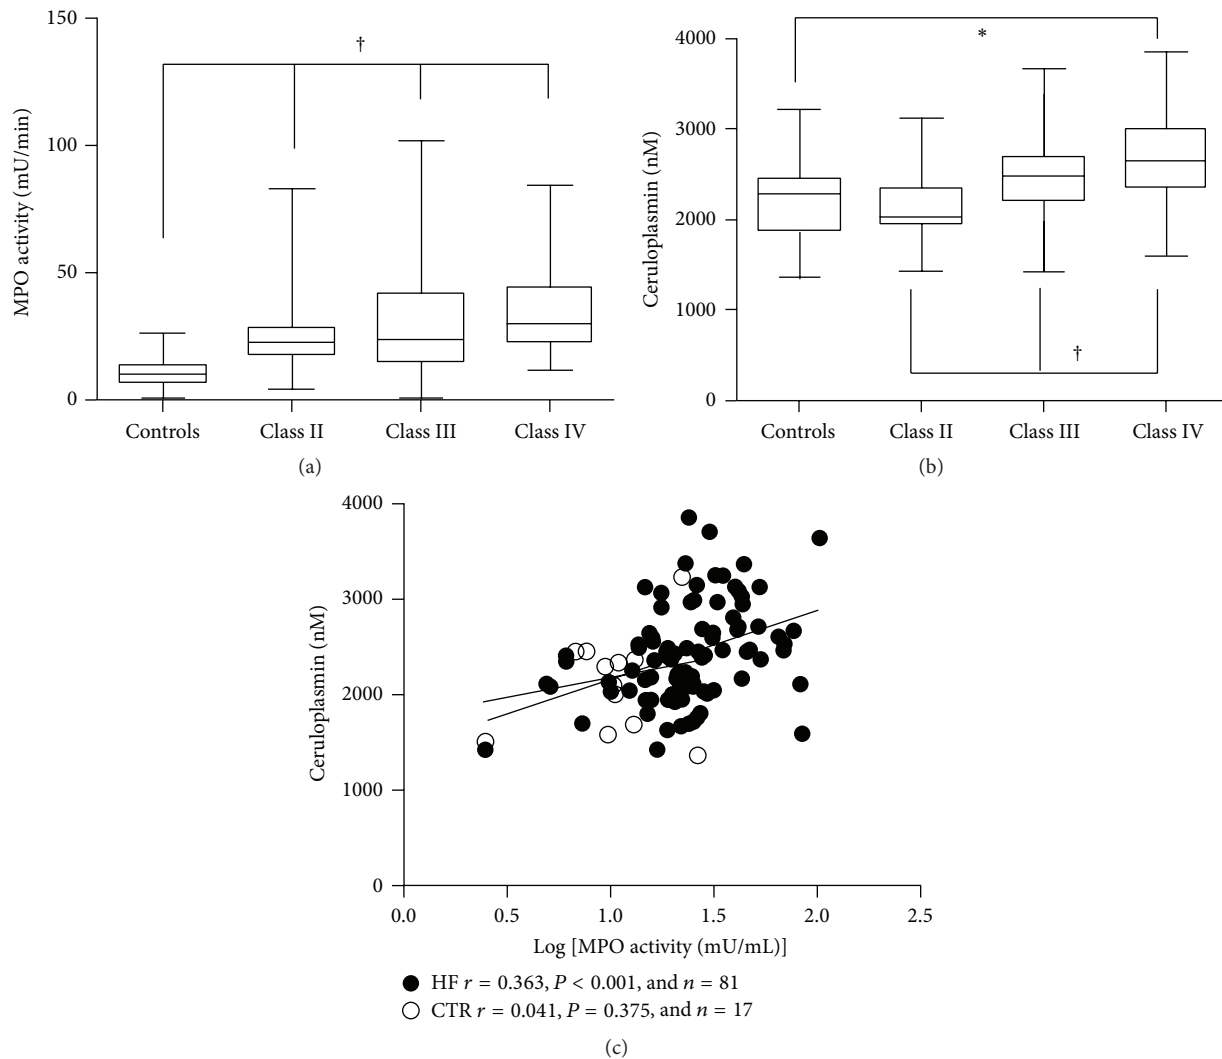 150
100
50
0
MPO activity (mU/min)
†
Controls Class II Class III Class IV
(a)
4000
3000
2000
1000
0
Ceruloplasmin (nM)
*
†
Controls Class II Class III Class IV
(b)
4000
3000
2000
1000
0
Ceruloplasmin (nM)
0.0 0.5 1.0 1.5 2.0 2.5
Log [MPO activity (mU/mL)]
HF r = 0.363, P < 0.001, and n = 81
CTR r = 0.041, P = 0.375, and n = 17
(c)